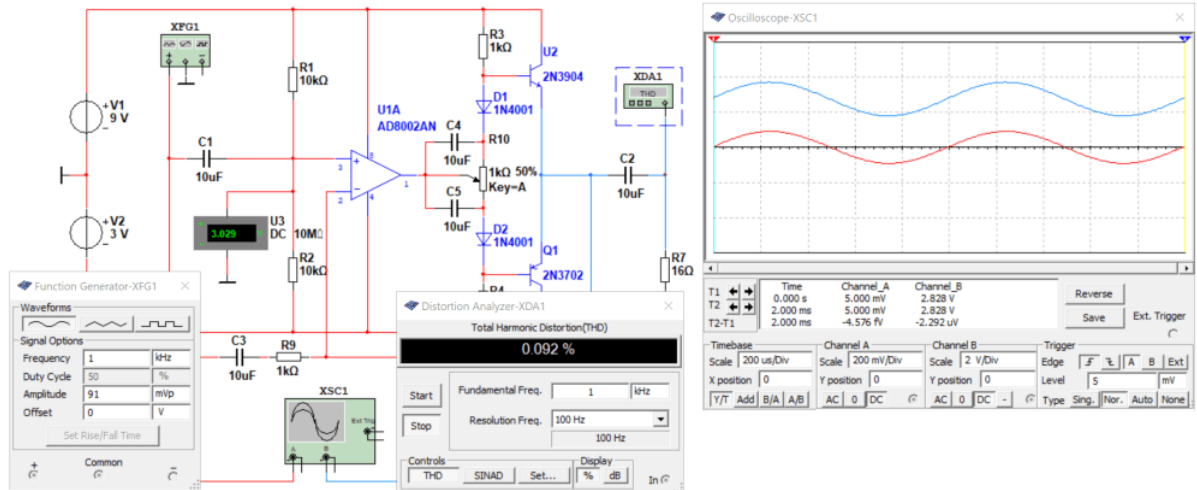 XFG1
R3
1kΩ
U2
2N3904
XDA1
THD
V1
9 V
R1
10kΩ
U1A
AD8002AN
D1
1N4001
C1
10uF
C4
10uF
R10
1kΩ 50%
Key=A
C2
10uF
V2
3 V
3.029
U3
DC 10MΩ
C5
10uF
D2
1N4001
Q1
2N3702
R2
10kΩ
R7
16Ω
R4
C3
10uF
R9
1kΩ
XSC1
Ext Trig
A B
Function Generator-XFG1
Waveforms
Signal Options
Frequency 1 kHz
Duty Cycle 50 %
Amplitude 91 mVp
Offset 0 V
Set Rise/Fall Time
+ Common −
Distortion Analyzer-XDA1
Total Harmonic Distortion(THD)
0.092 %
Start
Stop
Fundamental Freq. 1 kHz
Resolution Freq. 100 Hz
100 Hz
Controls
THD SINAD Set...
Display
% dB
In
Oscilloscope-XSC1
Time Channel_A Channel_B
T1 0.000 s 5.000 mV 2.828 V
T2 2.000 ms 5.000 mV 2.828 V
T2-T1 2.000 ms -4.576 fV -2.292 uV
Reverse
Save
Ext. Trigger
Timebase
Scale 200 us/Div
X position 0
Y/T Add B/A A/B
Channel A
Scale 200 mV/Div
Y position 0
AC 0 DC
Channel B
Scale 2 V/Div
Y position 0
AC 0 DC -
Trigger
Edge A B Ext
Level 5 mV
Type Sing. Nor. Auto None